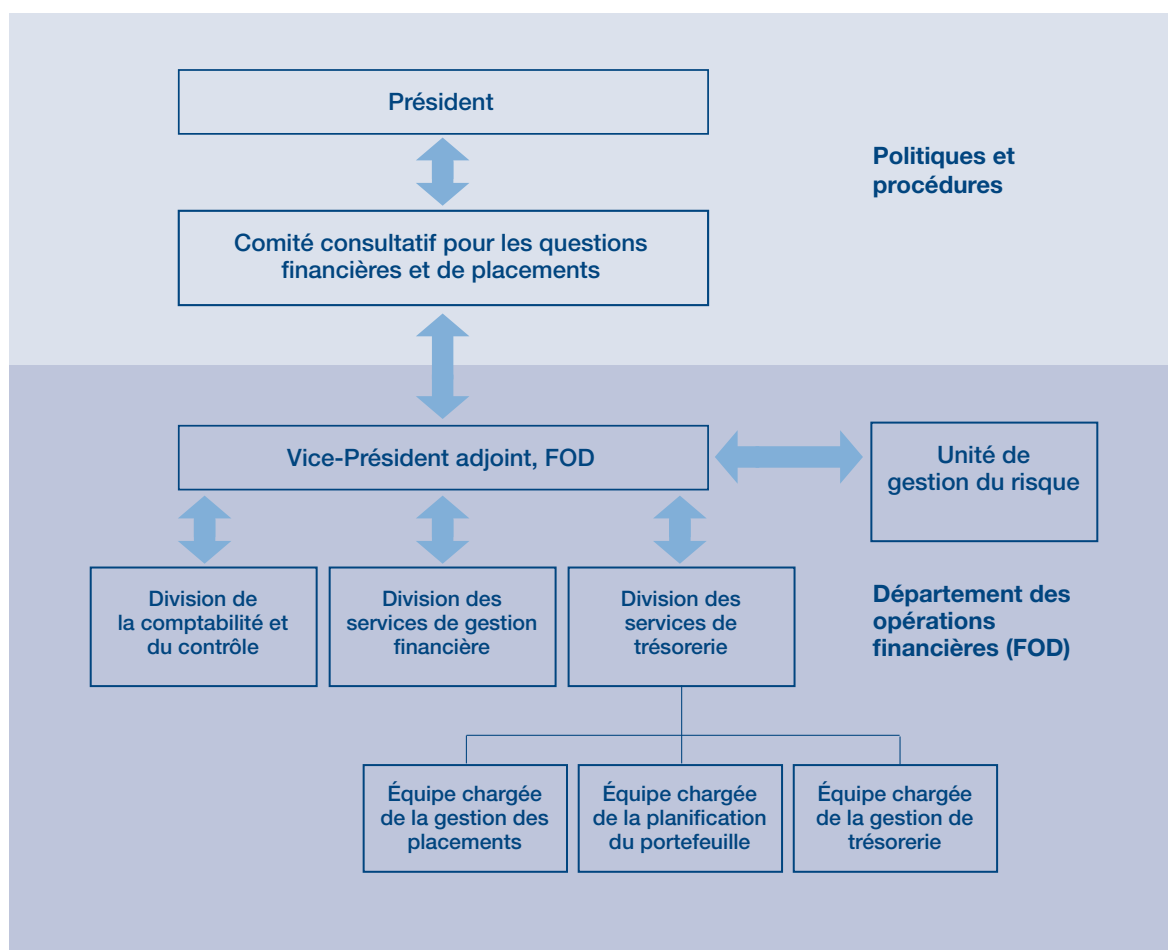 Président
Politiques et
procédures
Comité consultatif pour les questions
financières et de placements
Vice-Président adjoint, FOD
Unité de
gestion du risque
Division de
la comptabilité et
du contrôle
Division des
services de gestion
financière
Division des
services de
trésorerie
Département des
opérations
financières (FOD)
Équipe chargée
de la gestion des
placements
Équipe chargée
de la planification
du portefeuille
Équipe chargée
de la gestion de
trésorerie